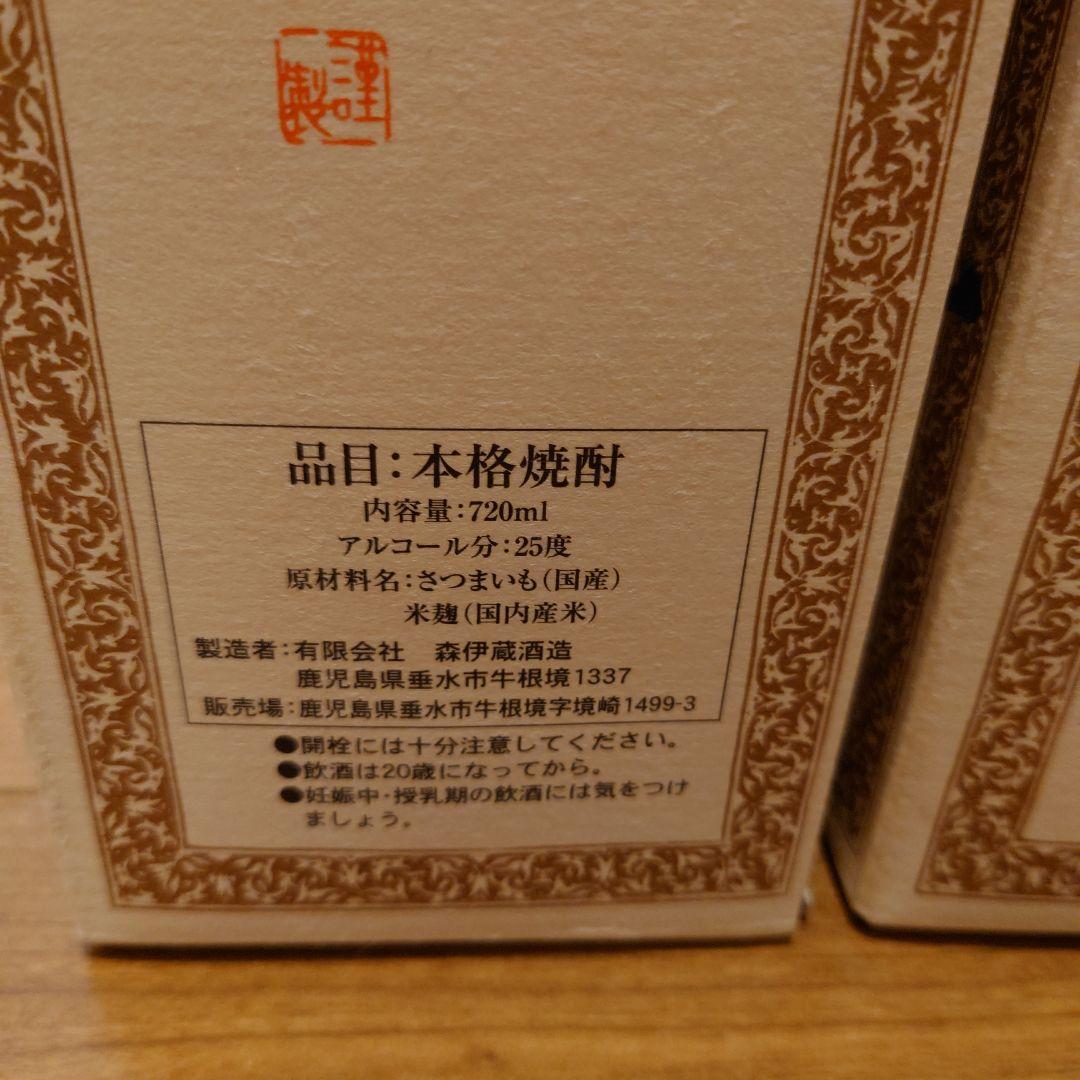 謹製
品目：本格焼酎
内容量：720ml
アルコール分：25度
原材料名：さつまいも（国産）
米麹（国内産米）
製造者：有限会社　森伊蔵酒造
鹿児島県垂水市牛根境1337
販売場：鹿児島県垂水市牛根境字境崎1499-3
●開栓には十分注意してください。
●飲酒は20歳になってから。
●妊娠中・授乳期の飲酒には気をつけ
ましょう。